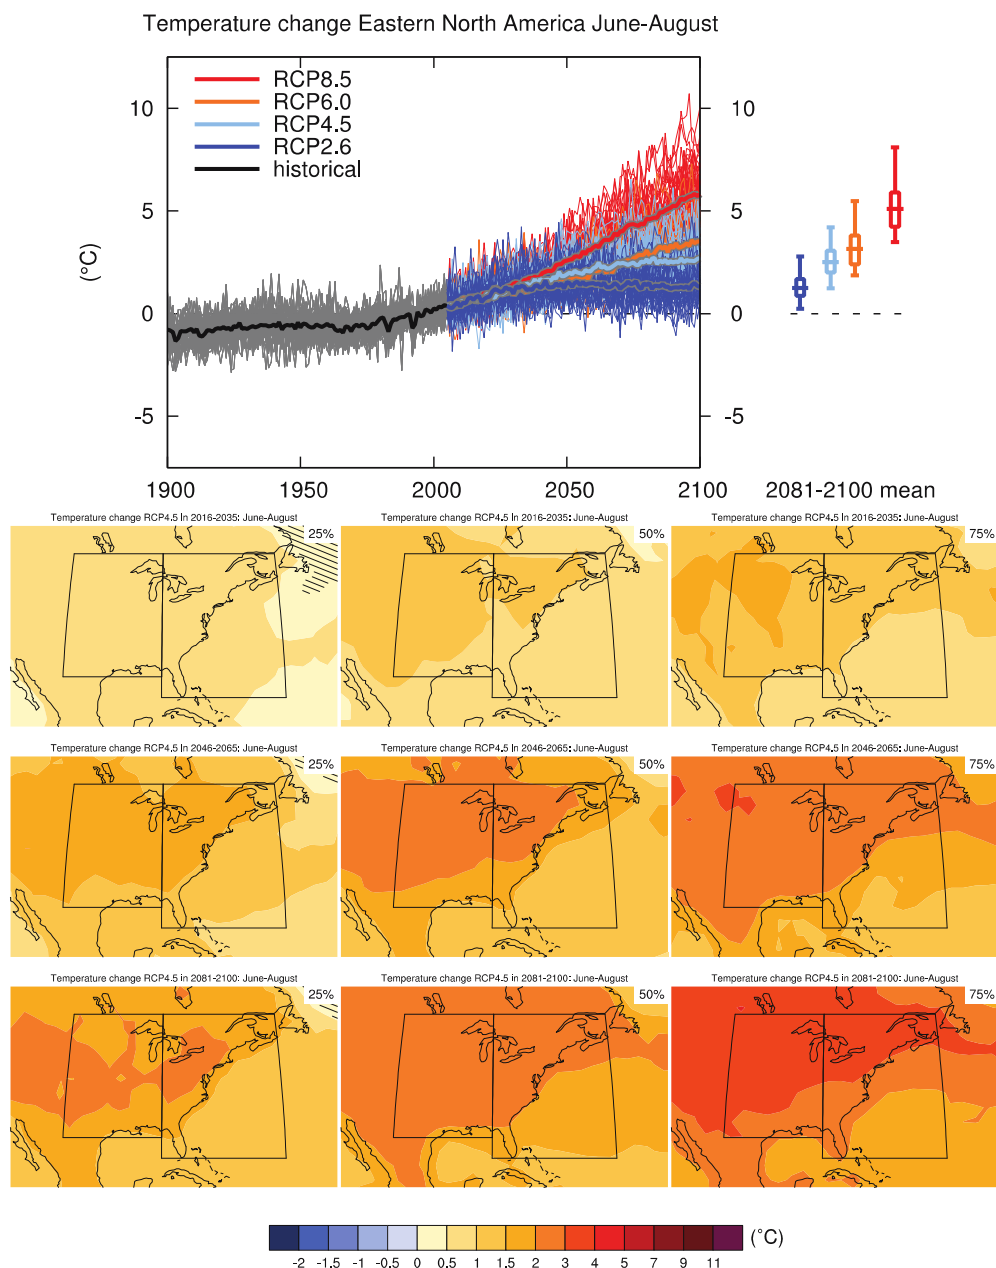 Temperature change Eastern North America June-August
RCP8.5
RCP6.0
RCP4.5
RCP2.6
historical
(°C)
10
5
0
-5
10
5
0
-5
1900 1950 2000 2050 2100 2081-2100 mean
Temperature change RCP4.5 in 2016-2035: June-August
25%
Temperature change RCP4.5 in 2016-2035: June-August
50%
Temperature change RCP4.5 in 2016-2035: June-August
75%
Temperature change RCP4.5 in 2046-2065: June-August
25%
Temperature change RCP4.5 in 2046-2065: June-August
50%
Temperature change RCP4.5 in 2046-2065: June-August
75%
Temperature change RCP4.5 in 2081-2100: June-August
25%
Temperature change RCP4.5 in 2081-2100: June-August
50%
Temperature change RCP4.5 in 2081-2100: June-August
75%
(°C)
-2 -1.5 -1 -0.5 0 0.5 1 1.5 2 3 4 5 7 9 11